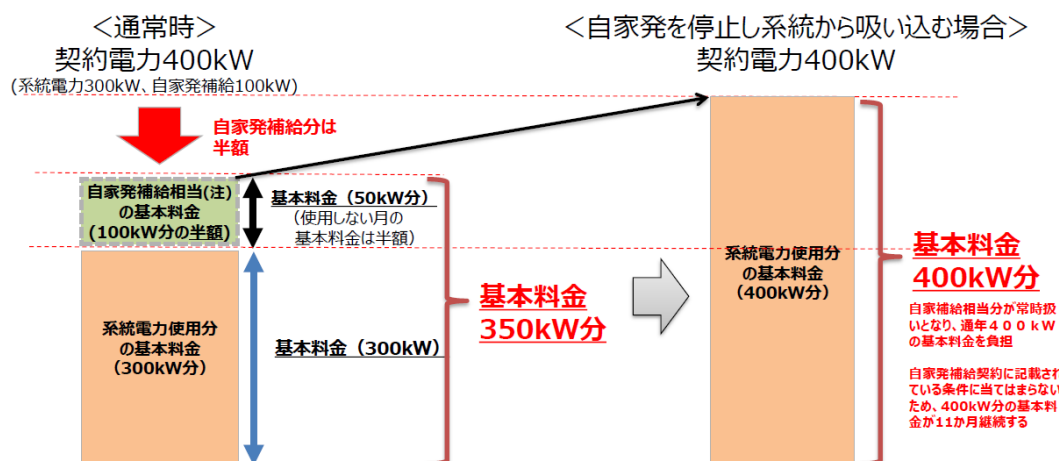 ＜通常時＞
契約電力400kW
(系統電力300kW、自家発補給100kW)
自家発補給分は
半額
自家発補給相当(注)
の基本料金
(100kW分の半額)
基本料金（50kW分）
（使用しない月の
基本料金は半額）
系統電力使用分
の基本料金
（300kW分）
基本料金（300kW）
基本料金
350kW分
＜自家発を停止し系統から吸い込む場合＞
契約電力400kW
系統電力使用分
の基本料金
（400kW分）
基本料金
400kW分
自家補給相当分が常時扱
いとなり、通年４００ｋW
の基本料金を負担
自家発補給契約に記載され
ている条件に当てはまらない
ため、400kW分の基本料
金が11か月継続する